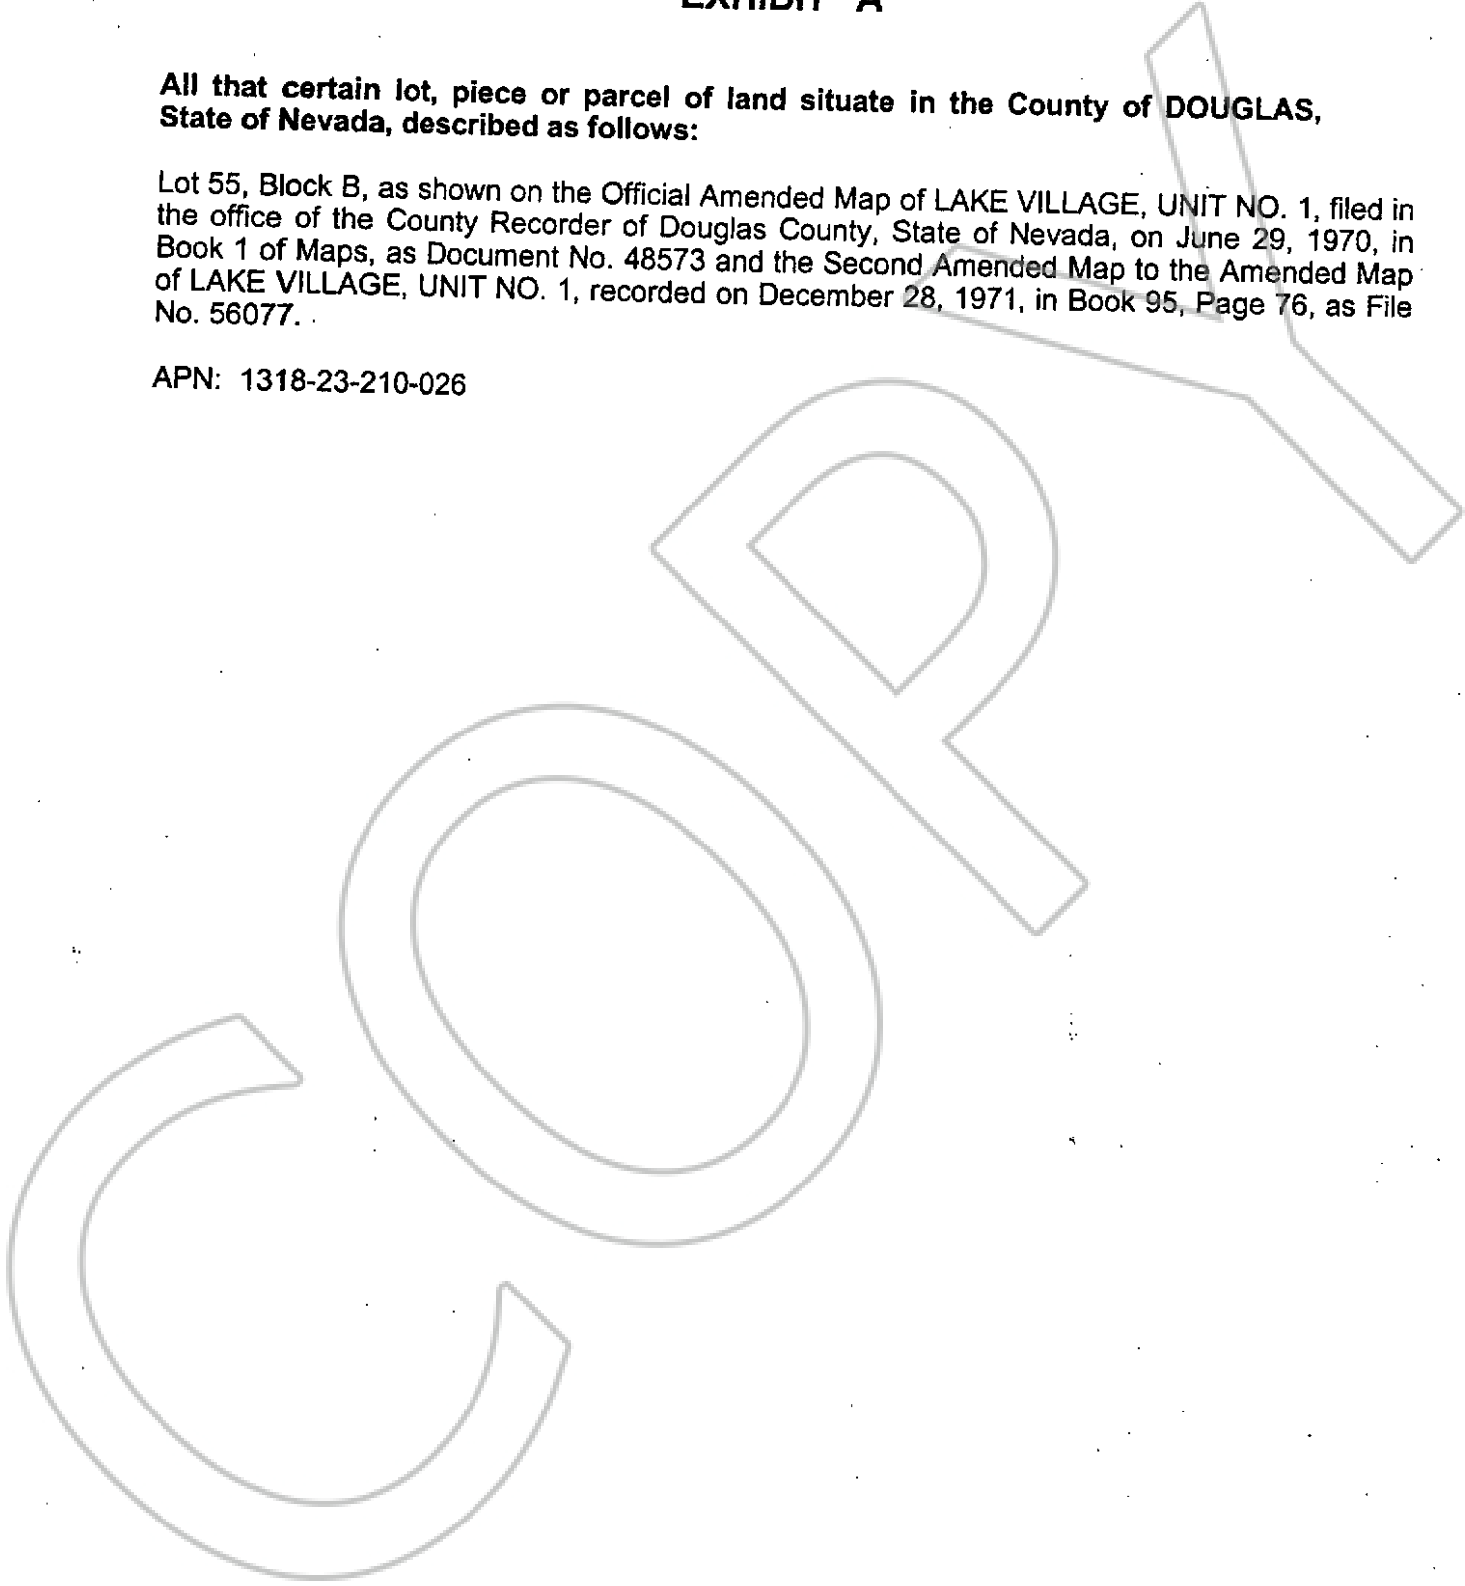 EXHIBIT "A"
All that certain lot, piece or parcel of land situate in the County of DOUGLAS,
State of Nevada, described as follows:
Lot 55, Block B, as shown on the Official Amended Map of LAKE VILLAGE, UNIT NO. 1, filed in
the office of the County Recorder of Douglas County, State of Nevada, on June 29, 1970, in
Book 1 of Maps, as Document No. 48573 and the Second Amended Map to the Amended Map
of LAKE VILLAGE, UNIT NO. 1, recorded on December 28, 1971, in Book 95, Page 76, as File
No. 56077.
APN: 1318-23-210-026
COPY